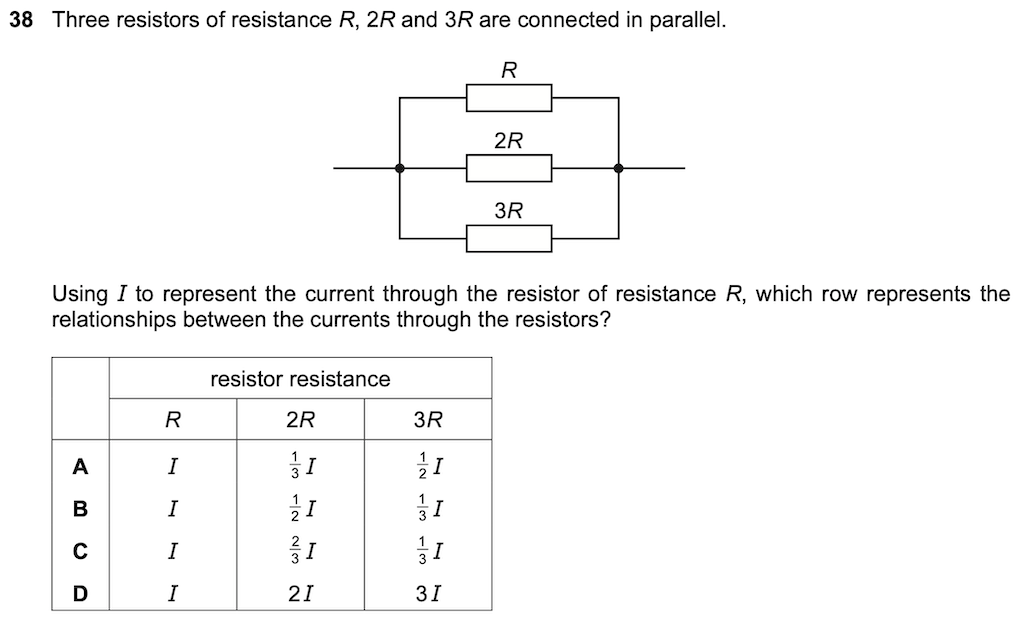 38 Three resistors of resistance R, 2R and 3R are connected in parallel.
R
2R
3R
Using I to represent the current through the resistor of resistance R, which row represents the
relationships between the currents through the resistors?
resistor resistance
R 2R 3R
A I 1/3 I 1/2 I
B I 1/2 I 1/3 I
C I 2/3 I 1/3 I
D I 2I 3I